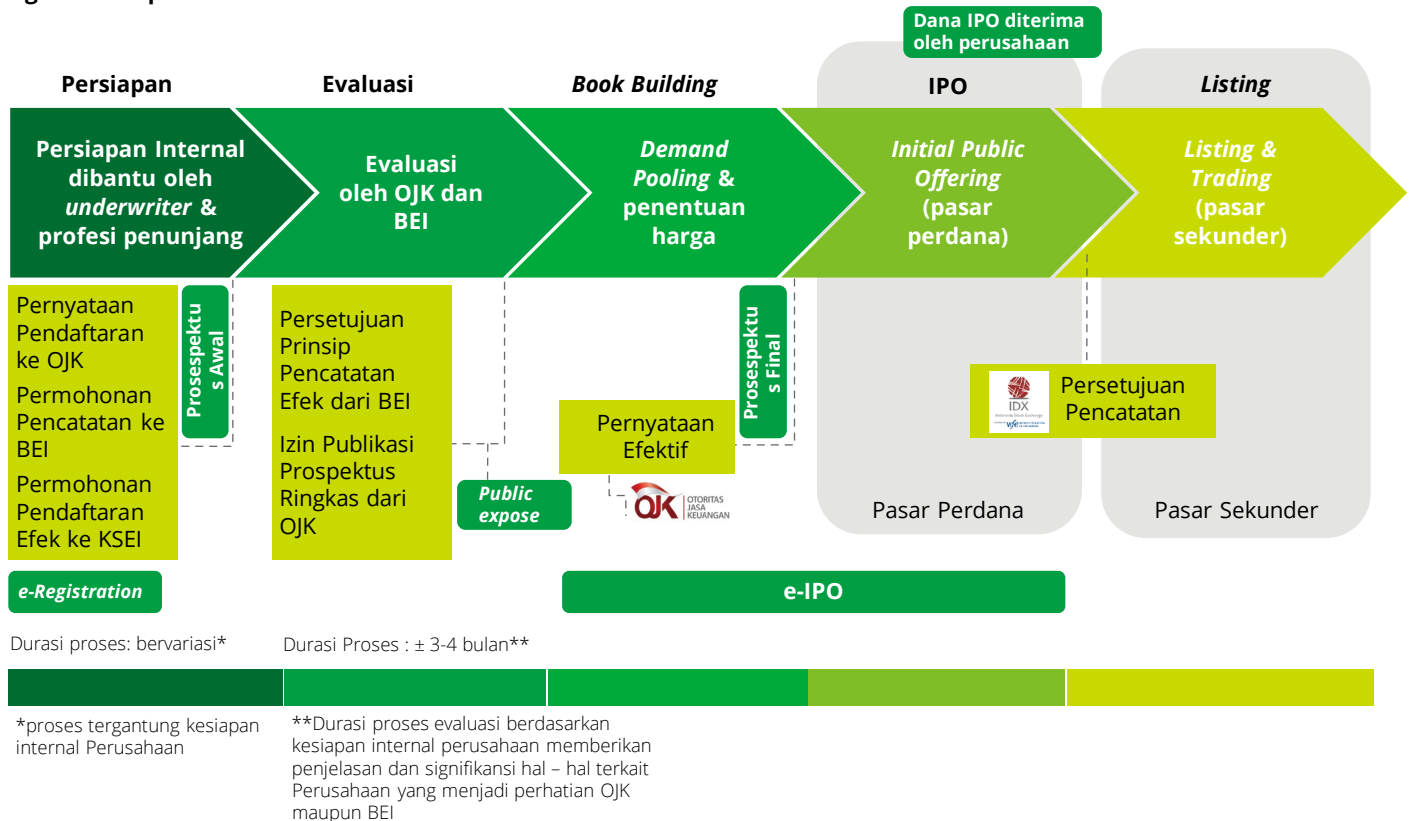 Dana IPO diterima
oleh perusahaan
Persiapan
Evaluasi
Book Building
IPO
Listing
Persiapan Internal
dibantu oleh
underwriter &
profesi penunjang
Evaluasi
oleh OJK dan
BEI
Demand
Pooling &
penentuan
harga
Initial Public
Offering
(pasar
perdana)
Listing &
Trading
(pasar
sekunder)
Pernyataan
Pendaftaran
ke OJK
Permohonan
Pencatatan ke
BEI
Permohonan
Pendaftaran
Efek ke KSEI
Prosespektu
s Awal
Persetujuan
Prinsip
Pencatatan
Efek dari BEI
Izin Publikasi
Prospektus
Ringkas dari
OJK
Public
expose
Pernyataan
Efektif
Prosespektu
s Final
OJK
OTORITAS
JASA
KEUANGAN
IDX
Indonesia Stock Exchange
Persetujuan
Pencatatan
Pasar Perdana
Pasar Sekunder
e-Registration
e-IPO
Durasi proses: bervariasi*
Durasi Proses : ± 3-4 bulan**
*proses tergantung kesiapan
internal Perusahaan
**Durasi proses evaluasi berdasarkan
kesiapan internal perusahaan memberikan
penjelasan dan signifikansi hal – hal terkait
Perusahaan yang menjadi perhatian OJK
maupun BEI